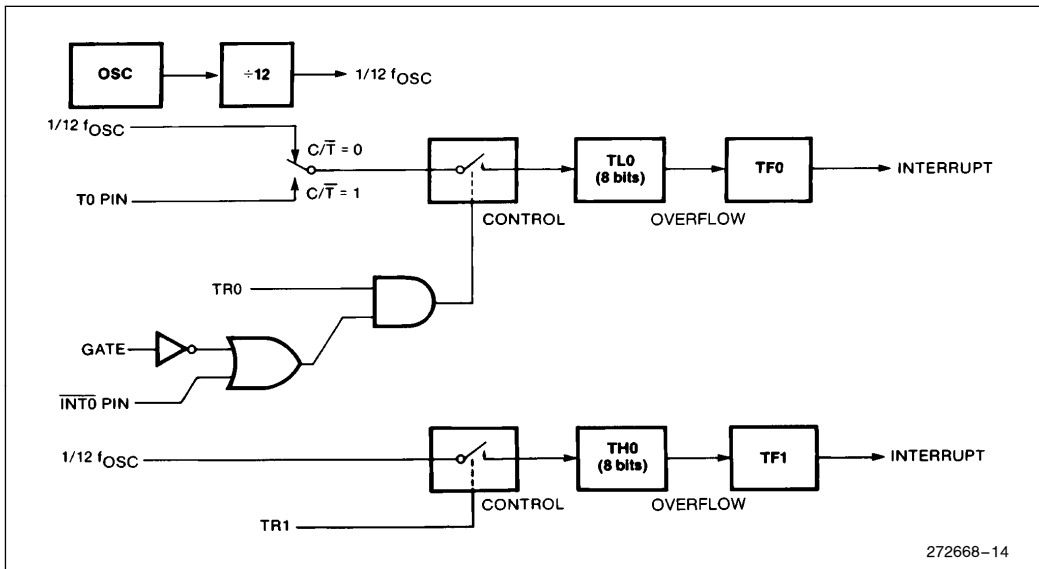 OSC
÷12
1/12 fOSC
1/12 fOSC
C/T̅ = 0
T0 PIN
C/T̅ = 1
CONTROL
TL0
(8 bits)
OVERFLOW
TF0
INTERRUPT
TR0
GATE
I̅N̅T̅0̅ PIN
1/12 fOSC
TR1
CONTROL
TH0
(8 bits)
OVERFLOW
TF1
INTERRUPT
272668–14